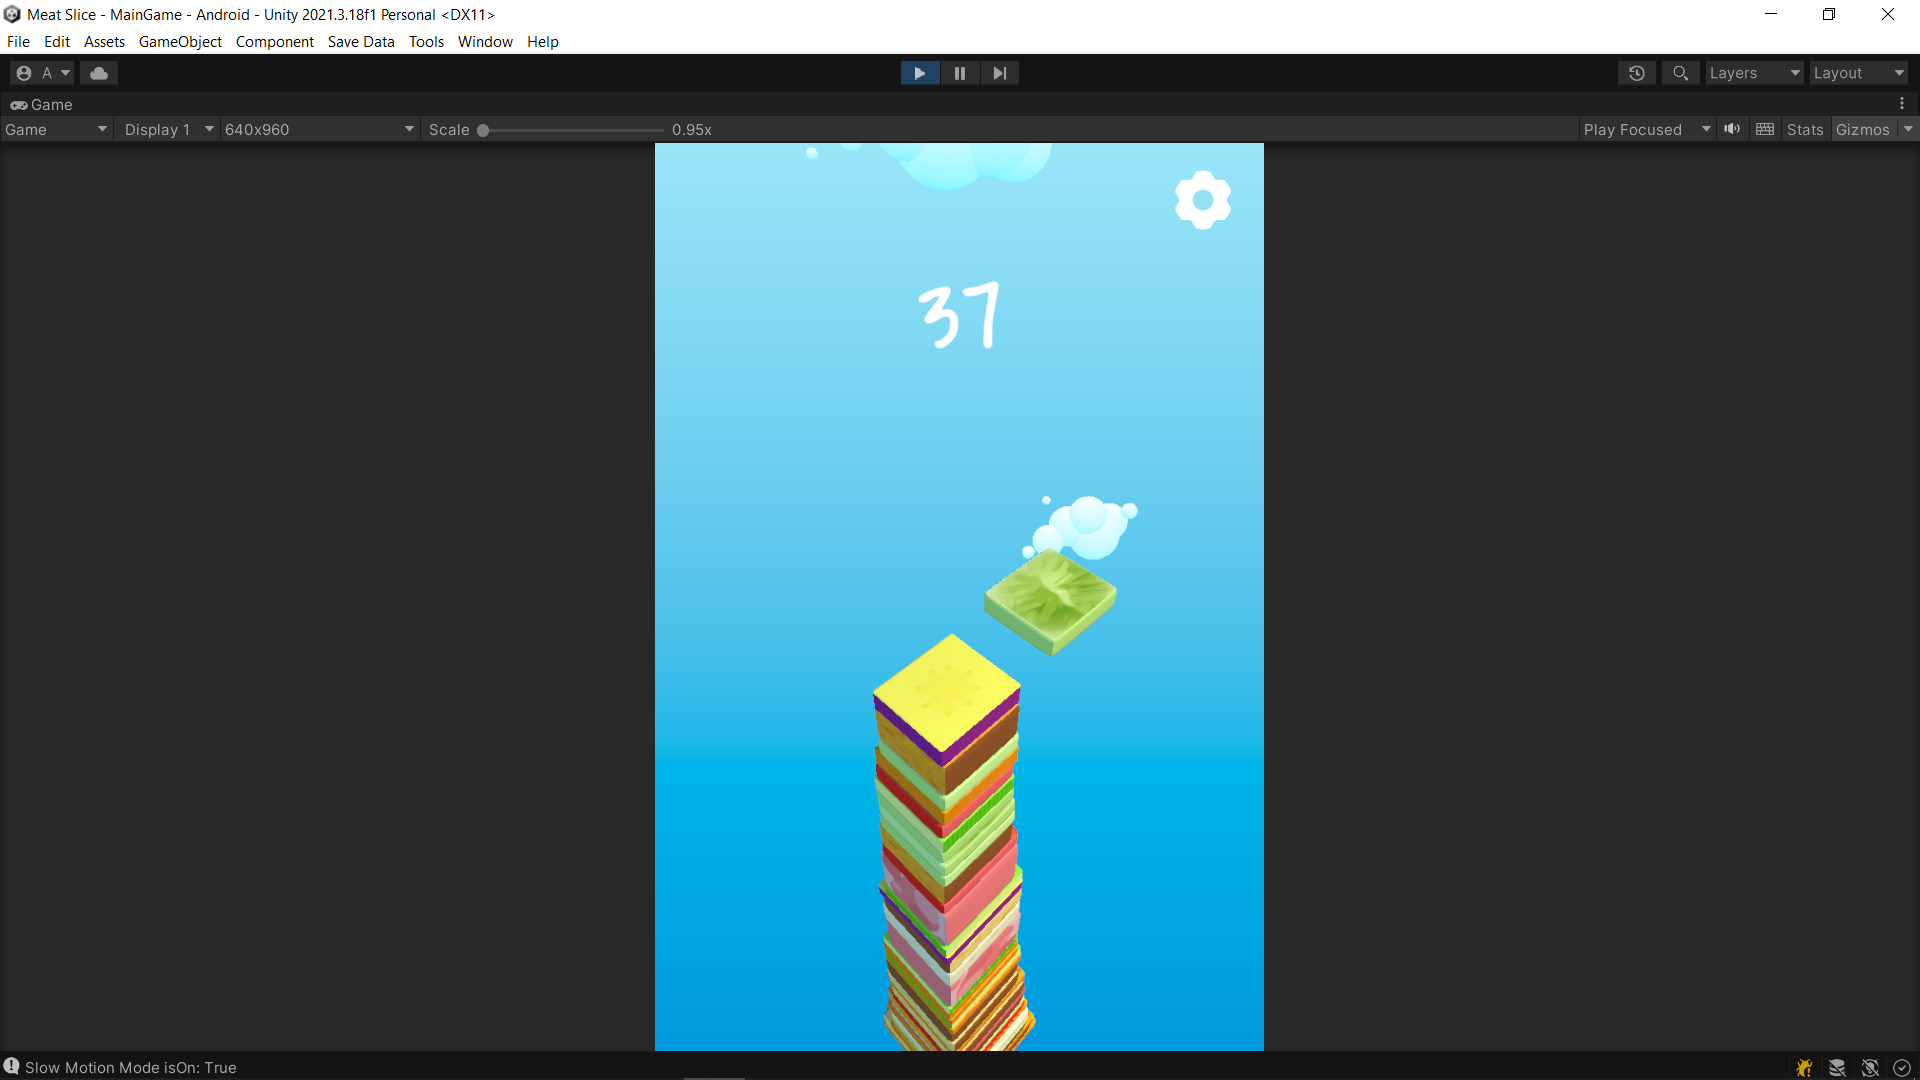 Meat Slice - MainGame - Android - Unity 2021.3.18f1 Personal <DX11>
File Edit Assets GameObject Component Save Data Tools Window Help
A Layers Layout
Game
Game Display 1 640x960 Scale 0.95x Play Focused Stats Gizmos
37
Slow Motion Mode isOn: True